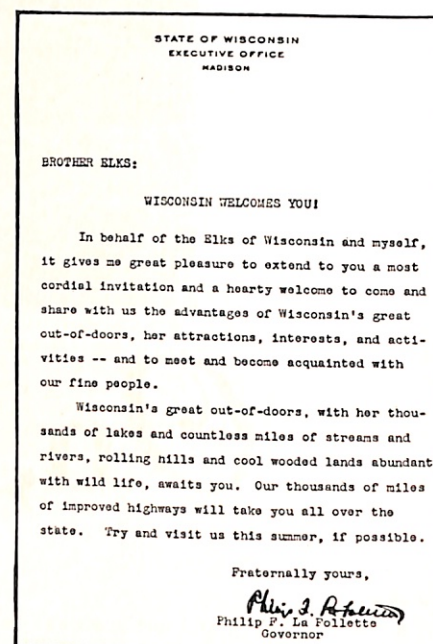 STATE OF WISCONSIN
EXECUTIVE OFFICE
MADISON
BROTHER ELKS:
WISCONSIN WELCOMES YOU!
In behalf of the Elks of Wisconsin and myself,
it gives me great pleasure to extend to you a most
cordial invitation and a hearty welcome to come and
share with us the advantages of Wisconsin's great
out-of-doors, her attractions, interests, and acti-
vities -- and to meet and become acquainted with
our fine people.
Wisconsin's great out-of-doors, with her thou-
sands of lakes and countless miles of streams and
rivers, rolling hills and cool wooded lands abundant
with wild life, awaits you. Our thousands of miles
of improved highways will take you all over the
state. Try and visit us this summer, if possible.
Fraternally yours,
Philip F. La Follette
Philip F. La Follette
Governor